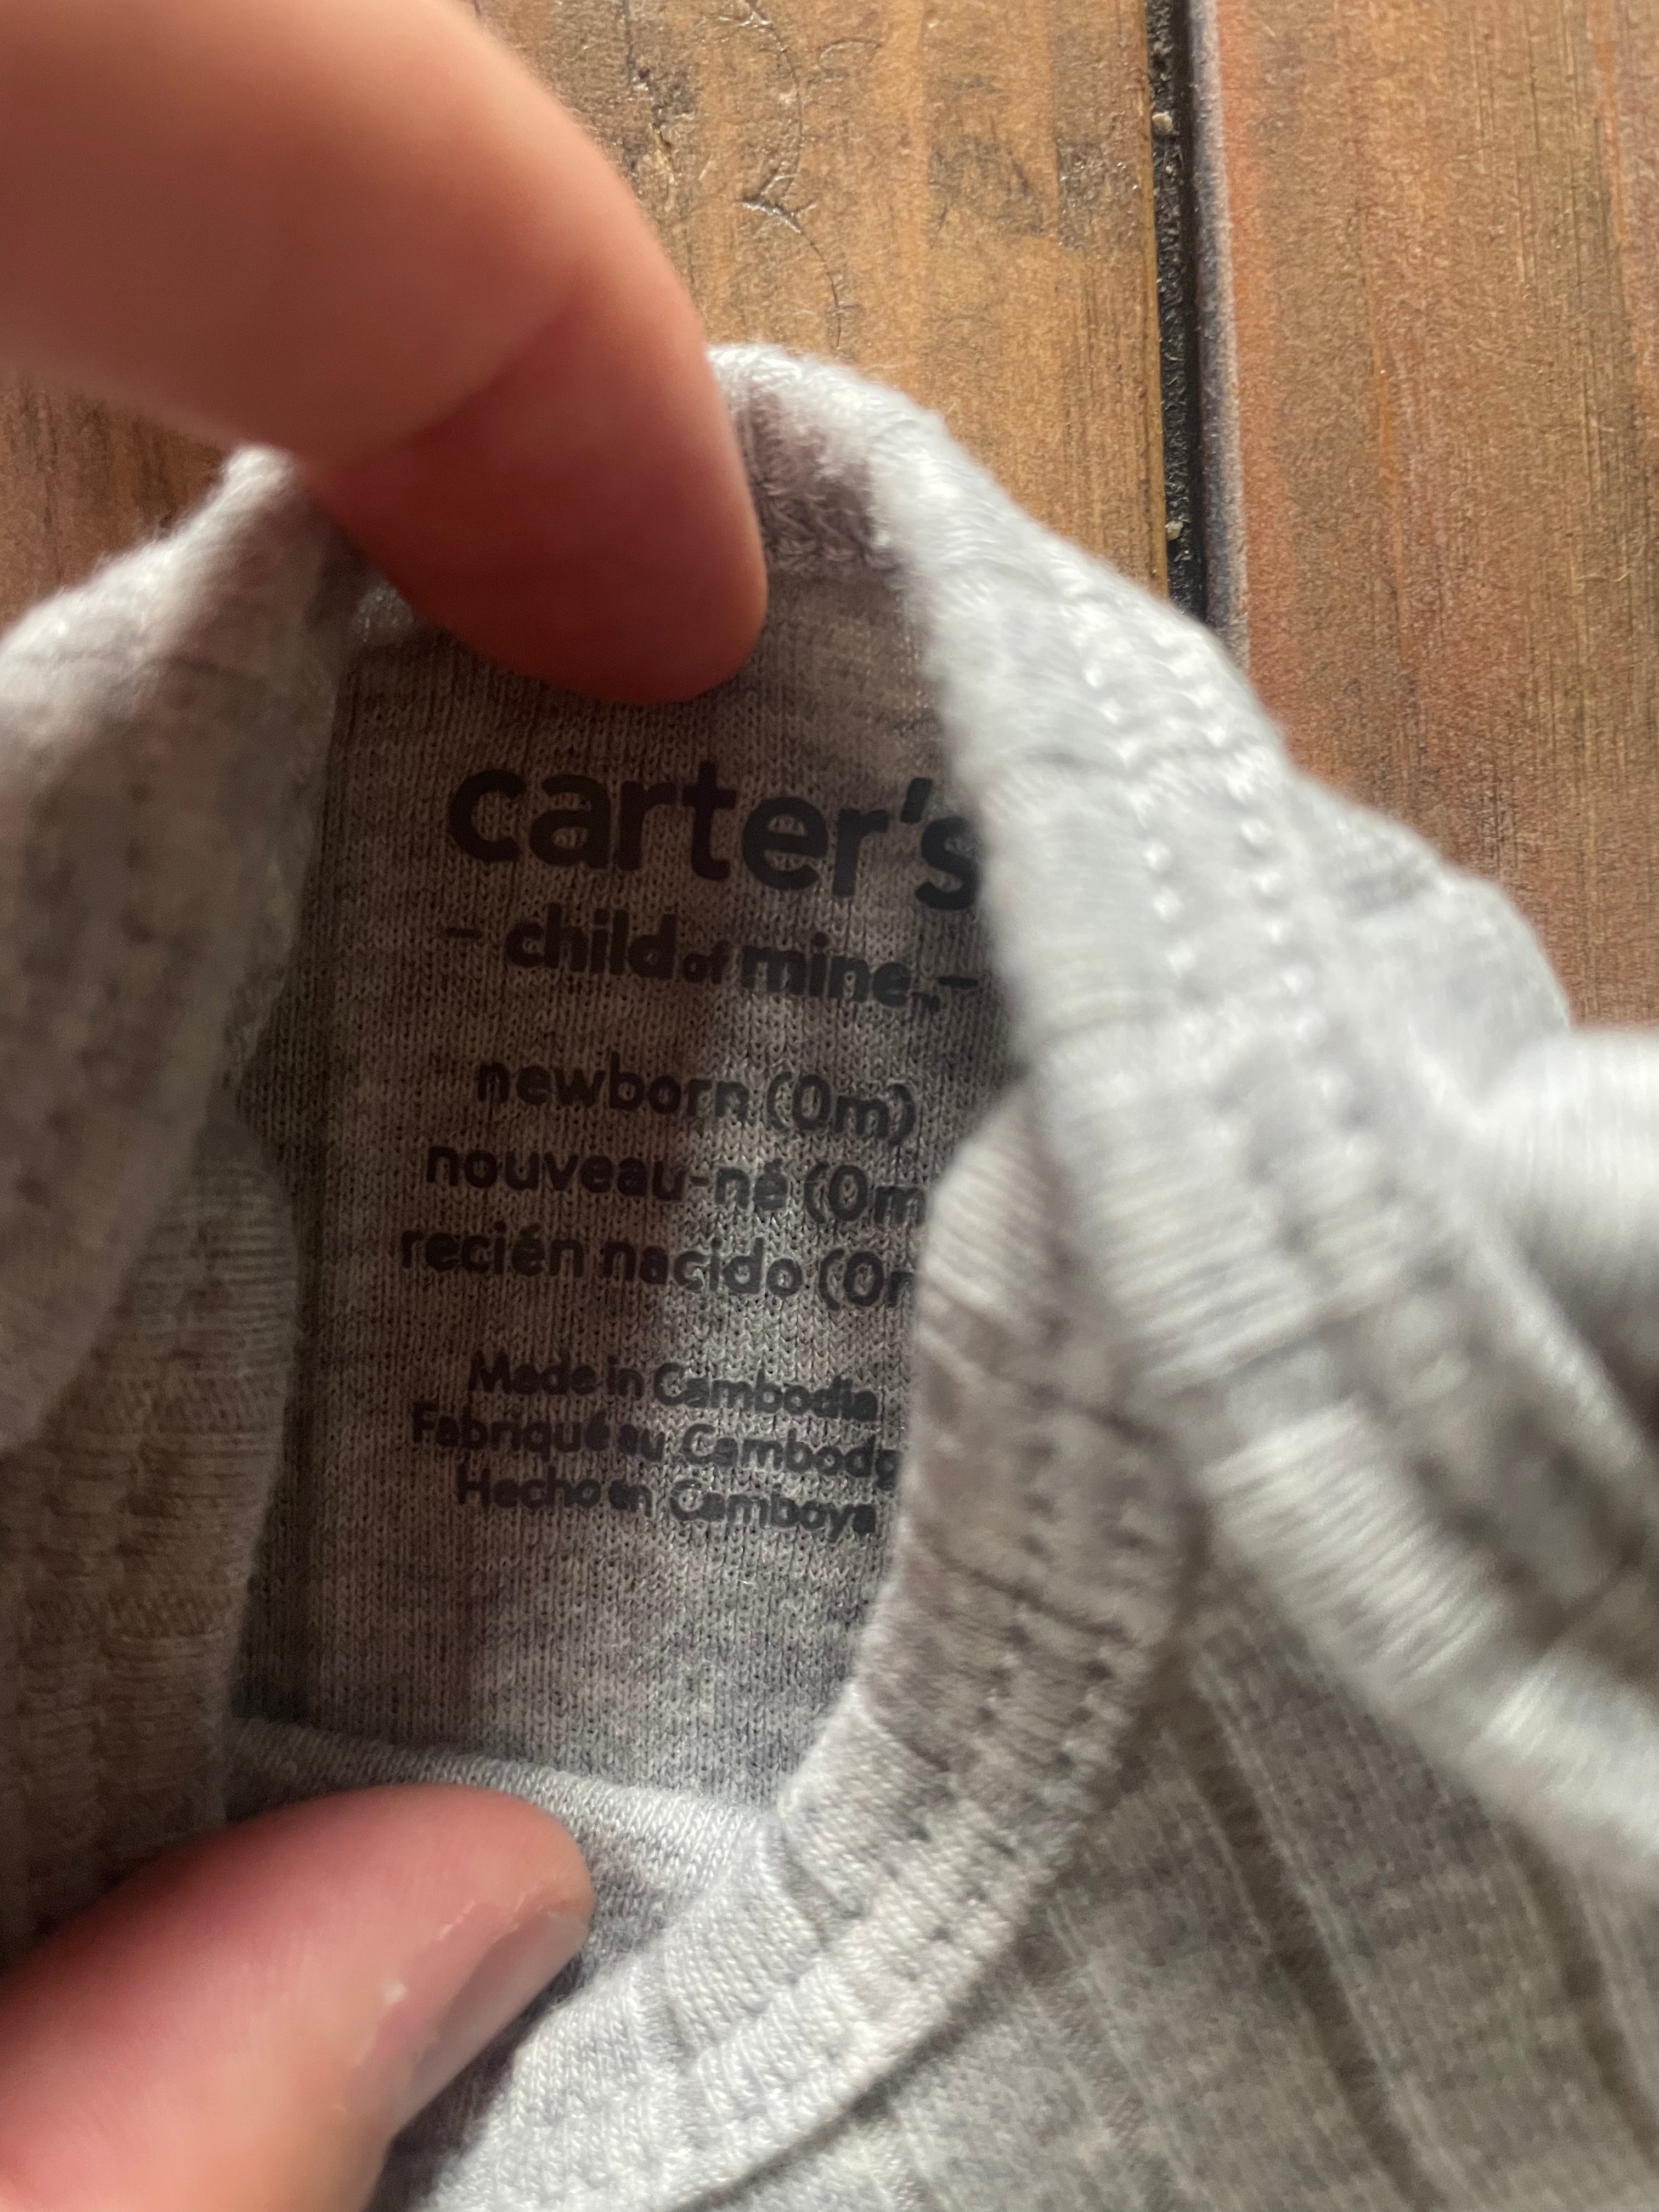 carter's
- child of mine™ -
newborn (0m)
nouveau-né (0m
recién nacido (0
Made in Cambodia
Fabriqué au Cambodg
Hecho en Camboya